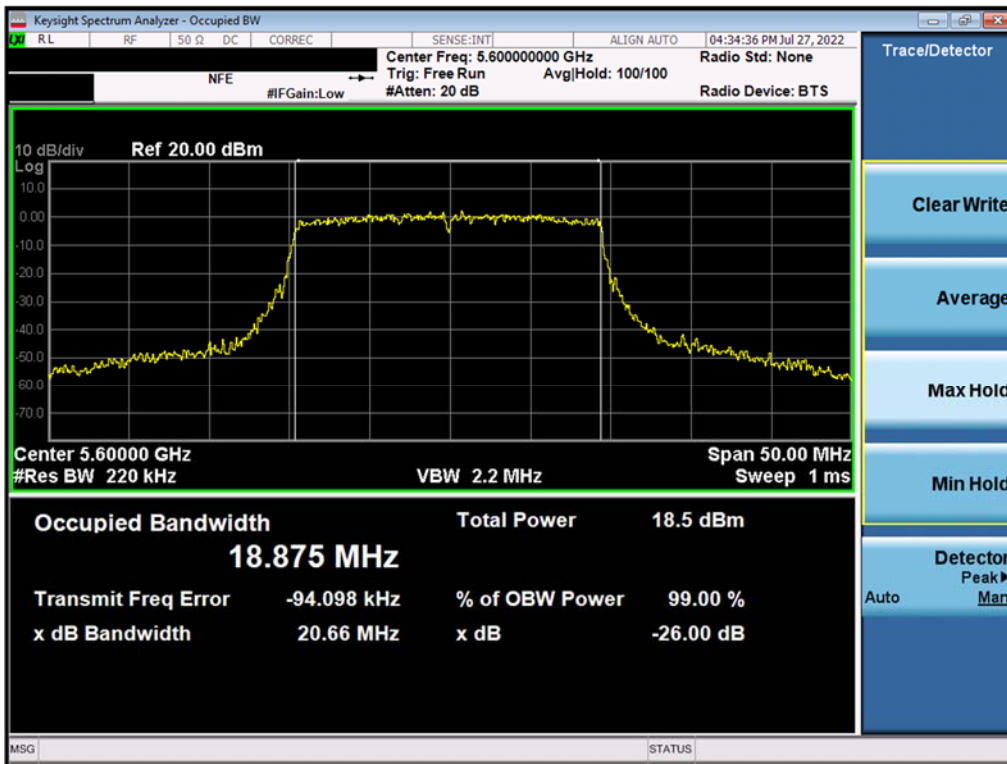 Keysight Spectrum Analyzer - Occupied BW
LXI RL RF 50 Ω DC CORREC SENSE:INT ALIGN AUTO 04:34:36 PM Jul 27, 2022
Center Freq: 5.600000000 GHz Radio Std: None
NFE Trig: Free Run Avg|Hold: 100/100
#IFGain:Low #Atten: 20 dB Radio Device: BTS
10 dB/div Ref 20.00 dBm
Log
10.0
0.00
-10.0
-20.0
-30.0
-40.0
-50.0
-60.0
-70.0
Center 5.60000 GHz Span 50.00 MHz
#Res BW 220 kHz VBW 2.2 MHz Sweep 1 ms
Occupied Bandwidth Total Power 18.5 dBm
18.875 MHz
Transmit Freq Error -94.098 kHz % of OBW Power 99.00 %
x dB Bandwidth 20.66 MHz x dB -26.00 dB
MSG STATUS
Trace/Detector
Clear Write
Average
Max Hold
Min Hold
Detector
Peak▶
Auto Man